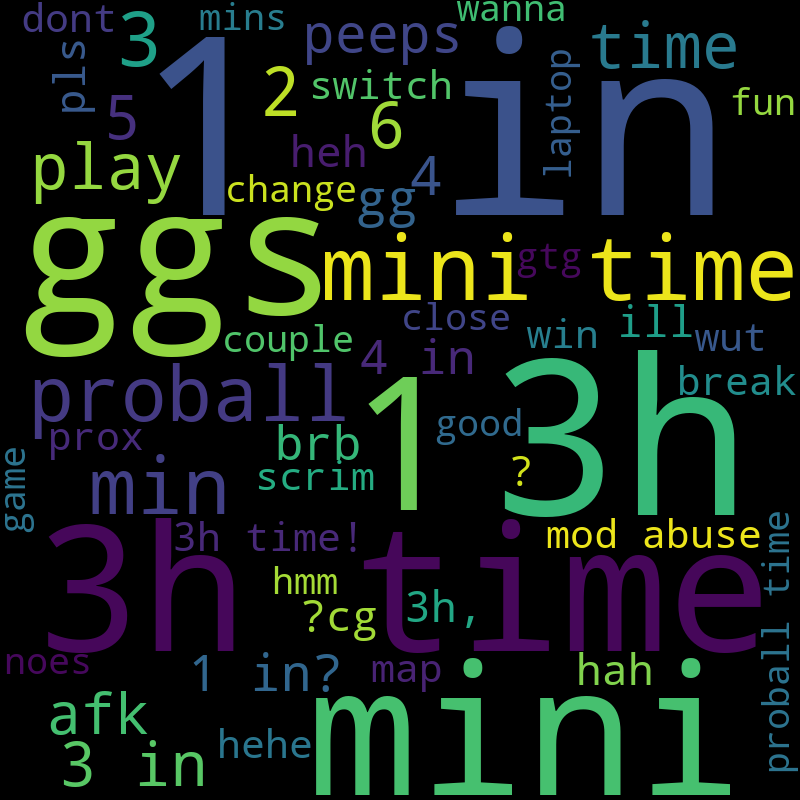 dont
mins
wanna
3
peeps
time
pls
1 in
2
switch
laptop
fun
5
6
heh
play
change
gg
4
ggs
mini time
gtg
close
couple
win
ill
wut
4 in
break
proball
1
3h
prox
brb
good
game
min
scrim
?
3h time
3h time!
mod abuse
hmm
?cg
3h,
proball time
noes
1 in?
map
hah
mini
afk
3 in
hehe